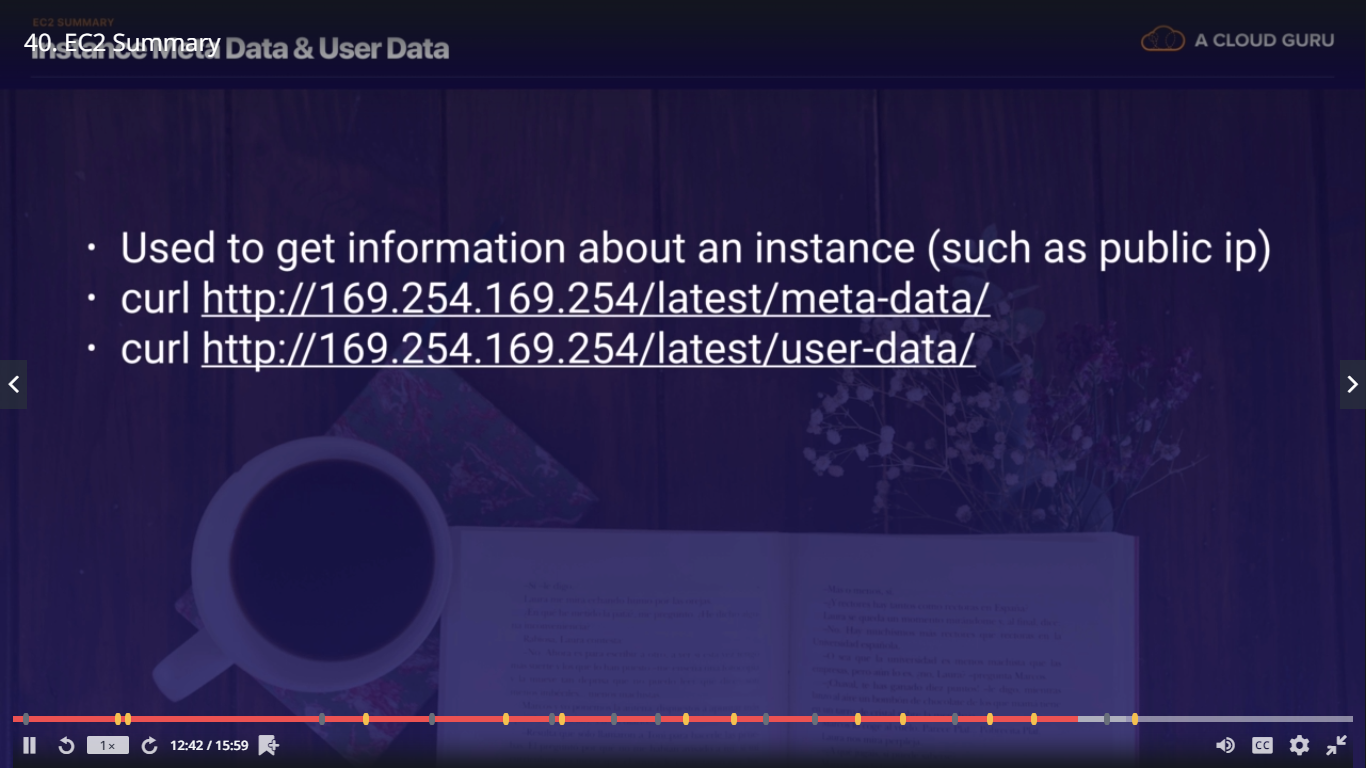 EC2 SUMMARY
40. EC2 Summary
Instance Meta Data & User Data
A CLOUD GURU
• Used to get information about an instance (such as public ip)
• curl http://169.254.169.254/latest/meta-data/
• curl http://169.254.169.254/latest/user-data/
1×
12:42 / 15:59
CC